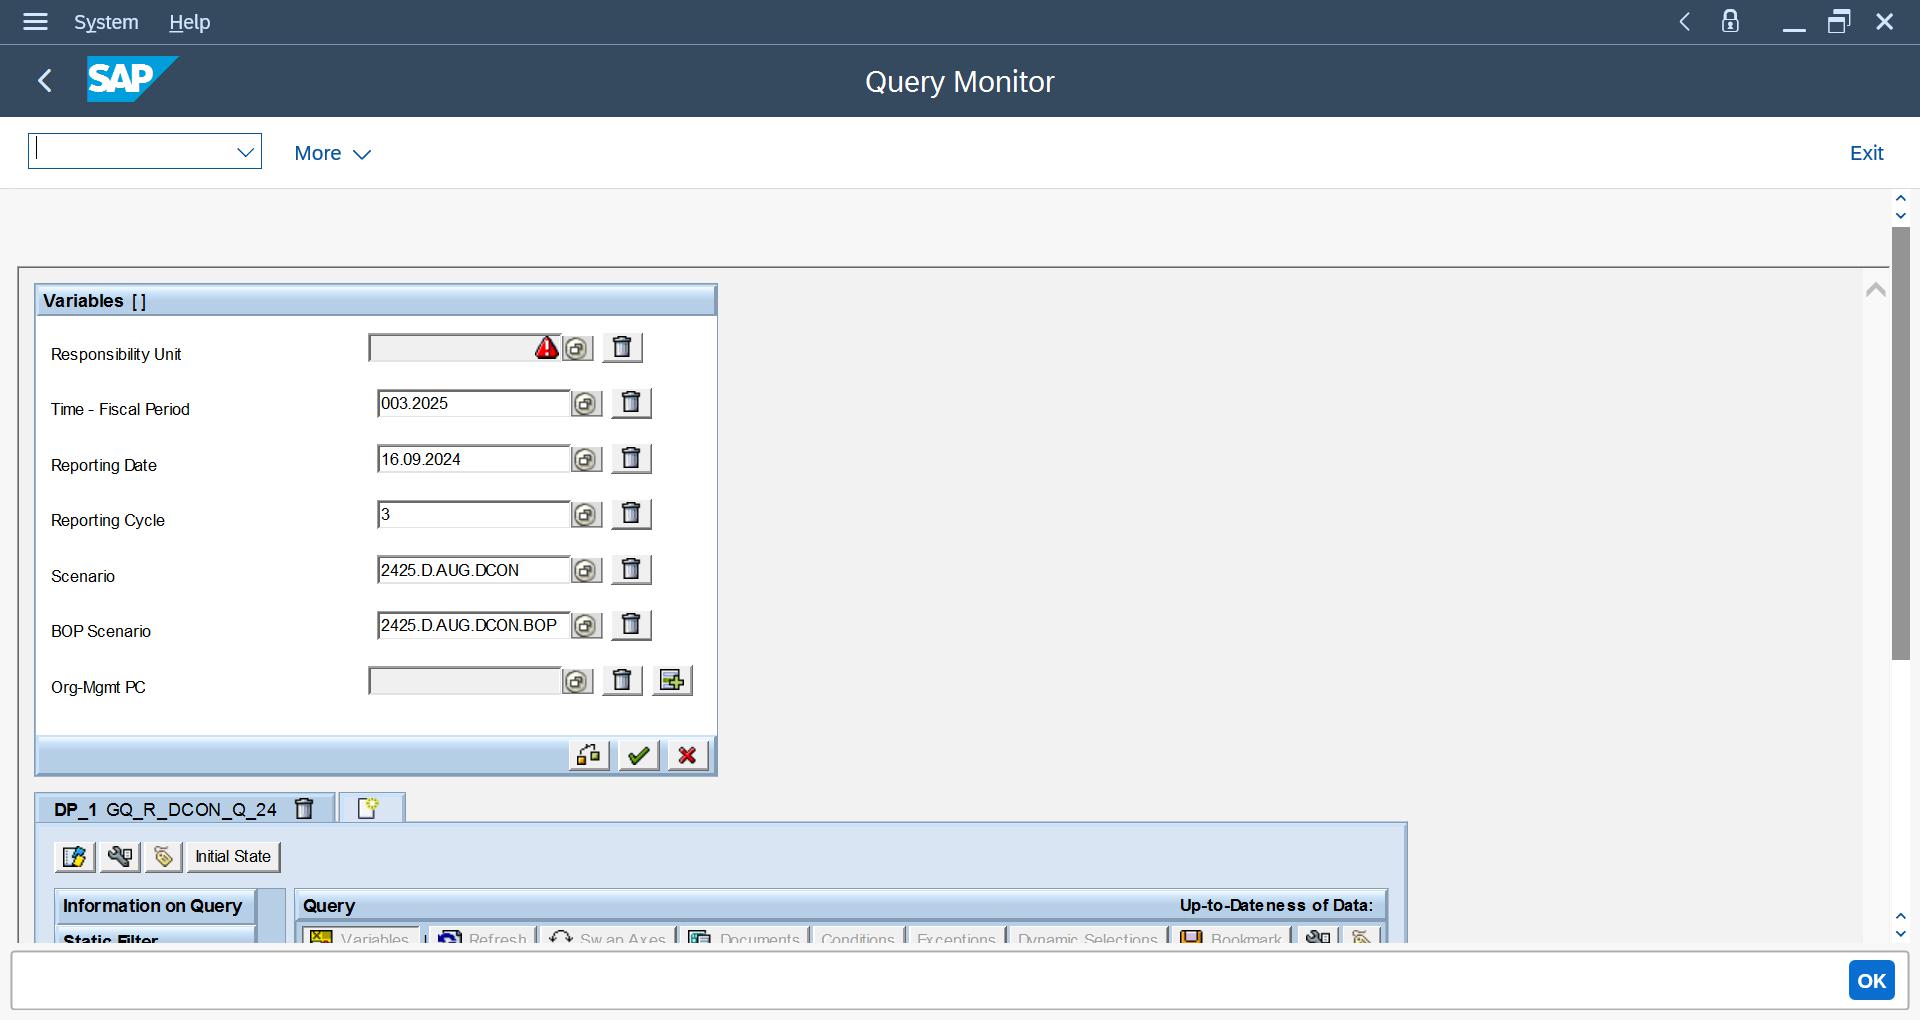 System Help
SAP
Query Monitor
More
Exit
Variables [ ]
Responsibility Unit
Time - Fiscal Period 003.2025
Reporting Date 16.09.2024
Reporting Cycle 3
Scenario 2425.D.AUG.DCON
BOP Scenario 2425.D.AUG.DCON.BOP
Org-Mgmt PC
DP_1 GQ_R_DCON_Q_24
Initial State
Information on Query
Query Up-to-Dateness of Data:
Static Filter
Variables Refresh Swap Axes Documents Conditions Exceptions Dynamic Selections Bookmark
OK